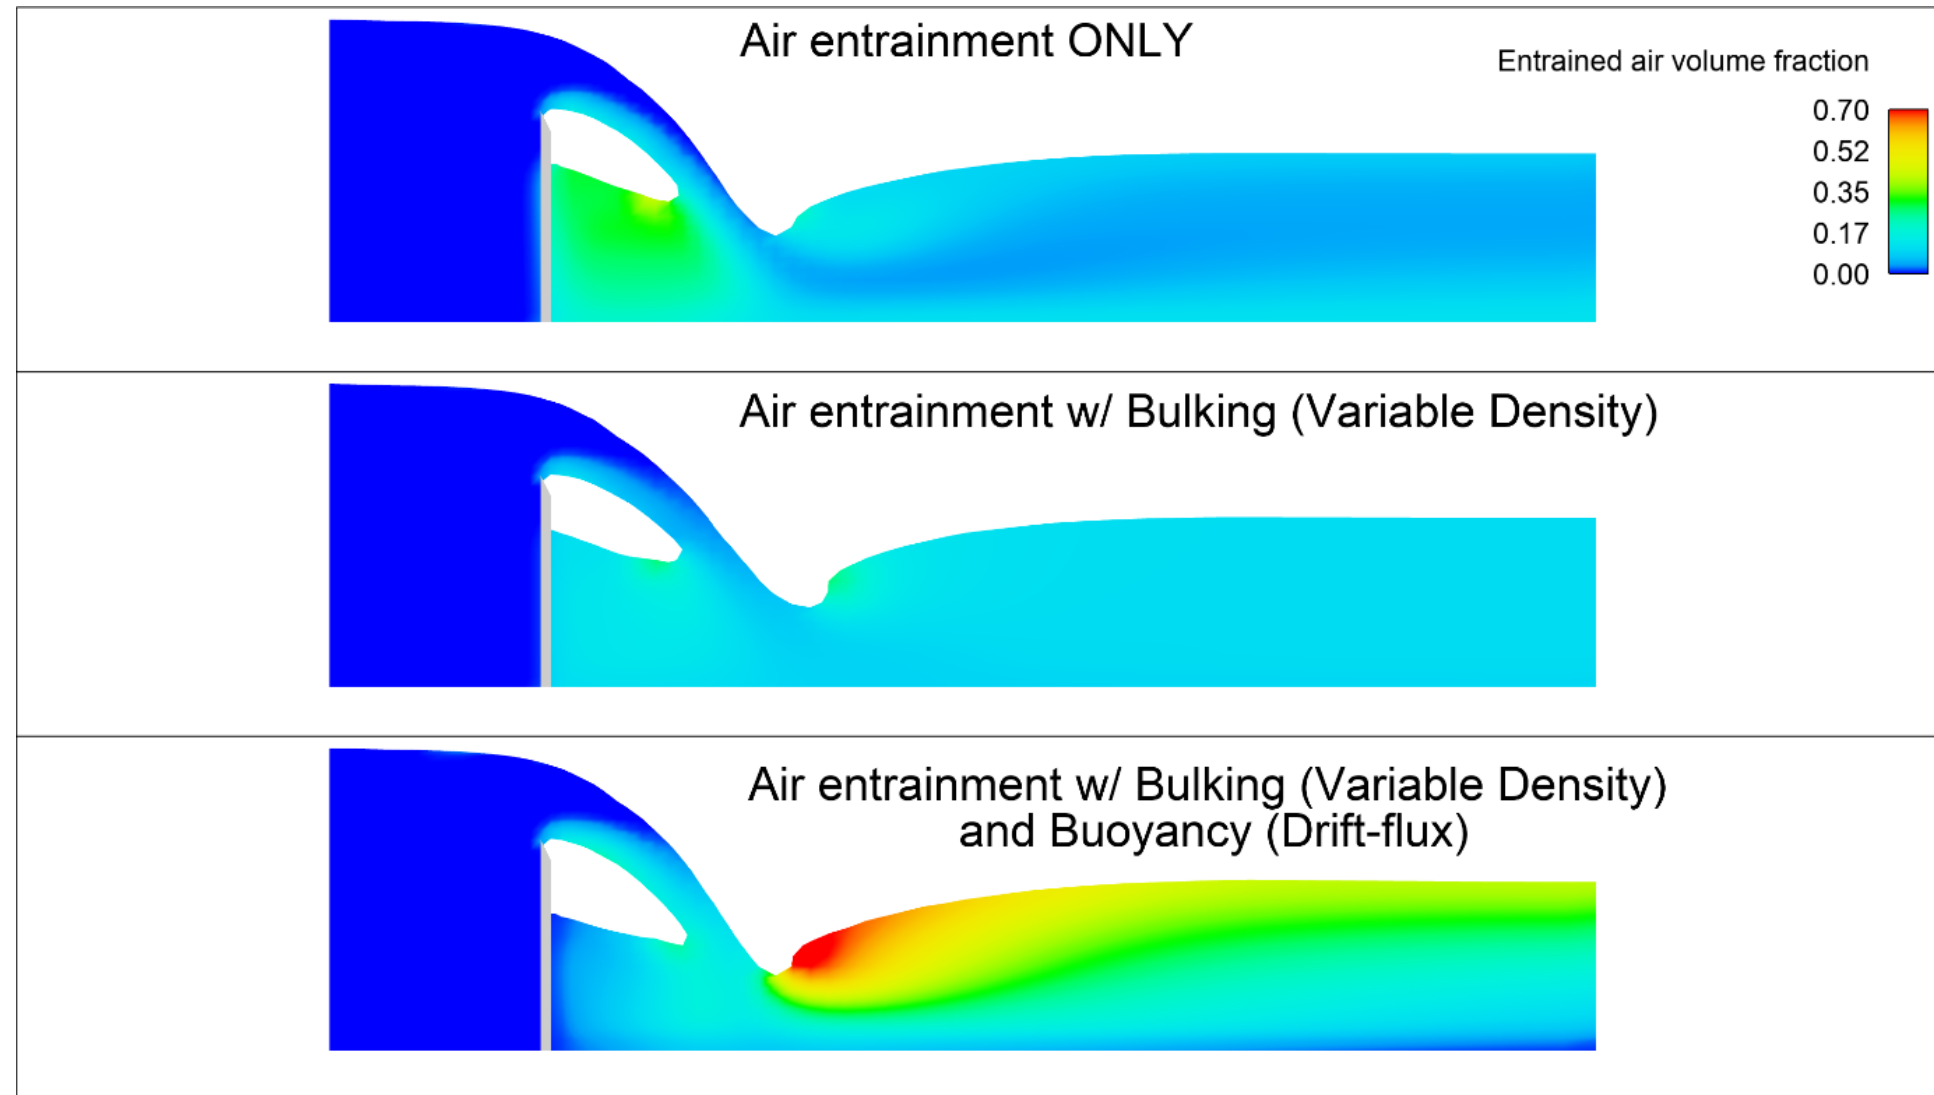 Air entrainment ONLY
Entrained air volume fraction
0.70
0.52
0.35
0.17
0.00
Air entrainment w/ Bulking (Variable Density)
Air entrainment w/ Bulking (Variable Density)
and Buoyancy (Drift-flux)